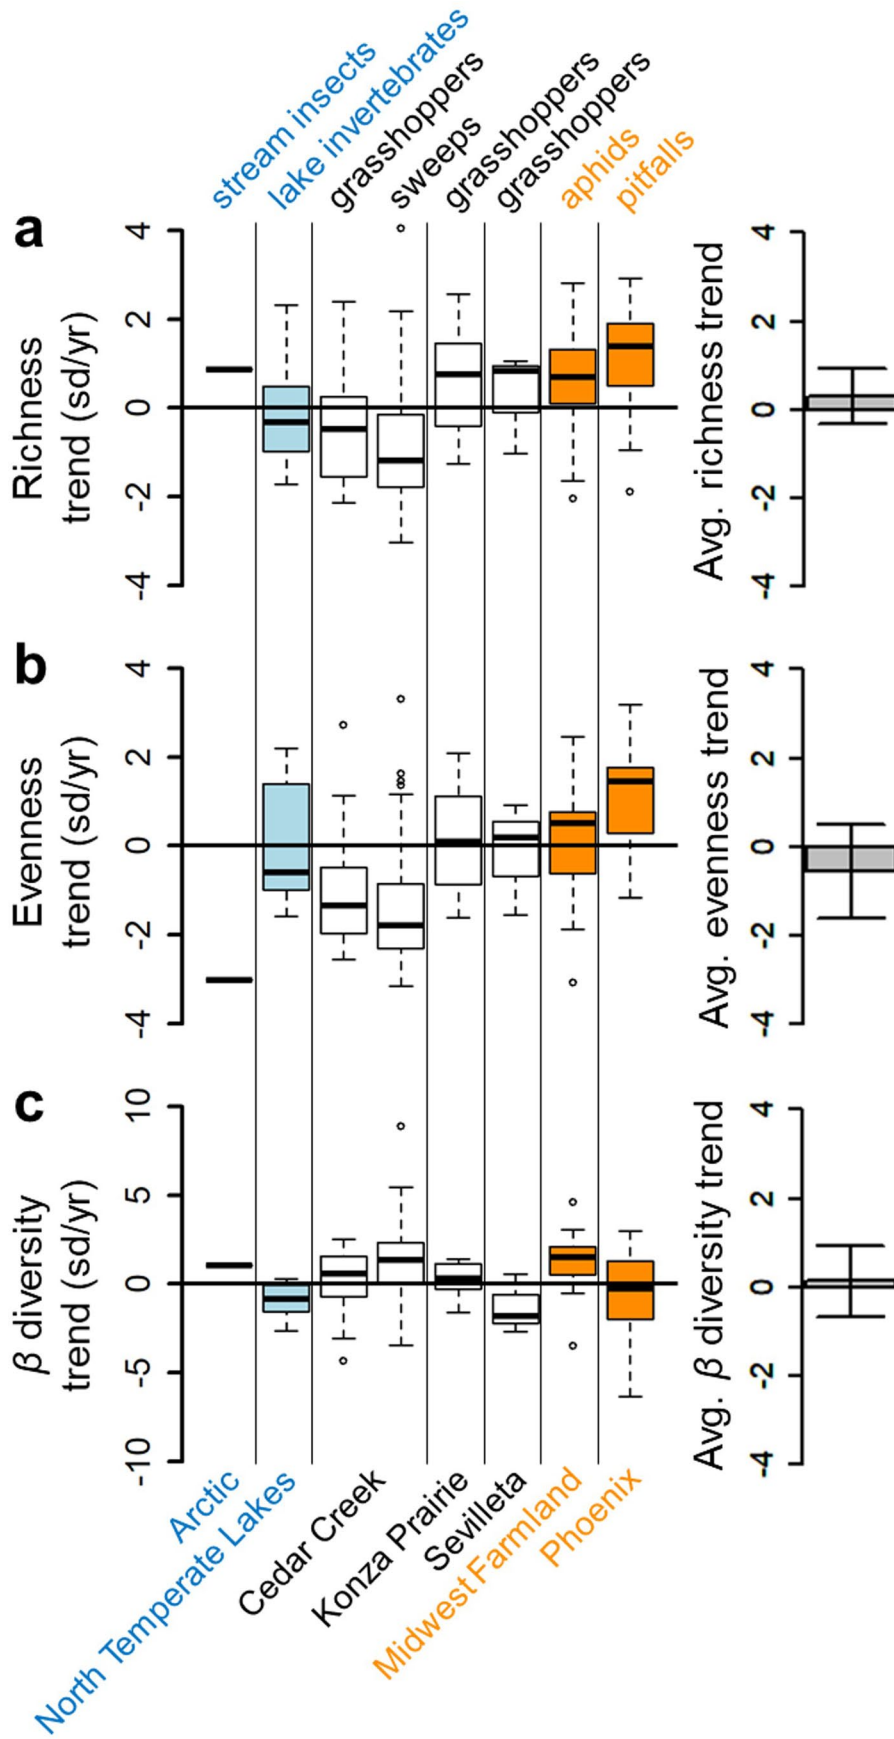 stream insects
lake invertebrates
grasshoppers
sweeps
grasshoppers
grasshoppers
aphids
pitfalls
a
Richness
trend (sd/yr)
4
2
0
-2
-4
Avg. richness trend
4
2
0
-2
-4
b
Evenness
trend (sd/yr)
4
2
0
-2
-4
Avg. evenness trend
4
2
0
-2
-4
c
β diversity
trend (sd/yr)
10
5
0
-5
-10
Avg. β diversity trend
4
2
0
-2
-4
Arctic
North Temperate Lakes
Cedar Creek
Konza Prairie
Sevilleta
Midwest Farmland
Phoenix